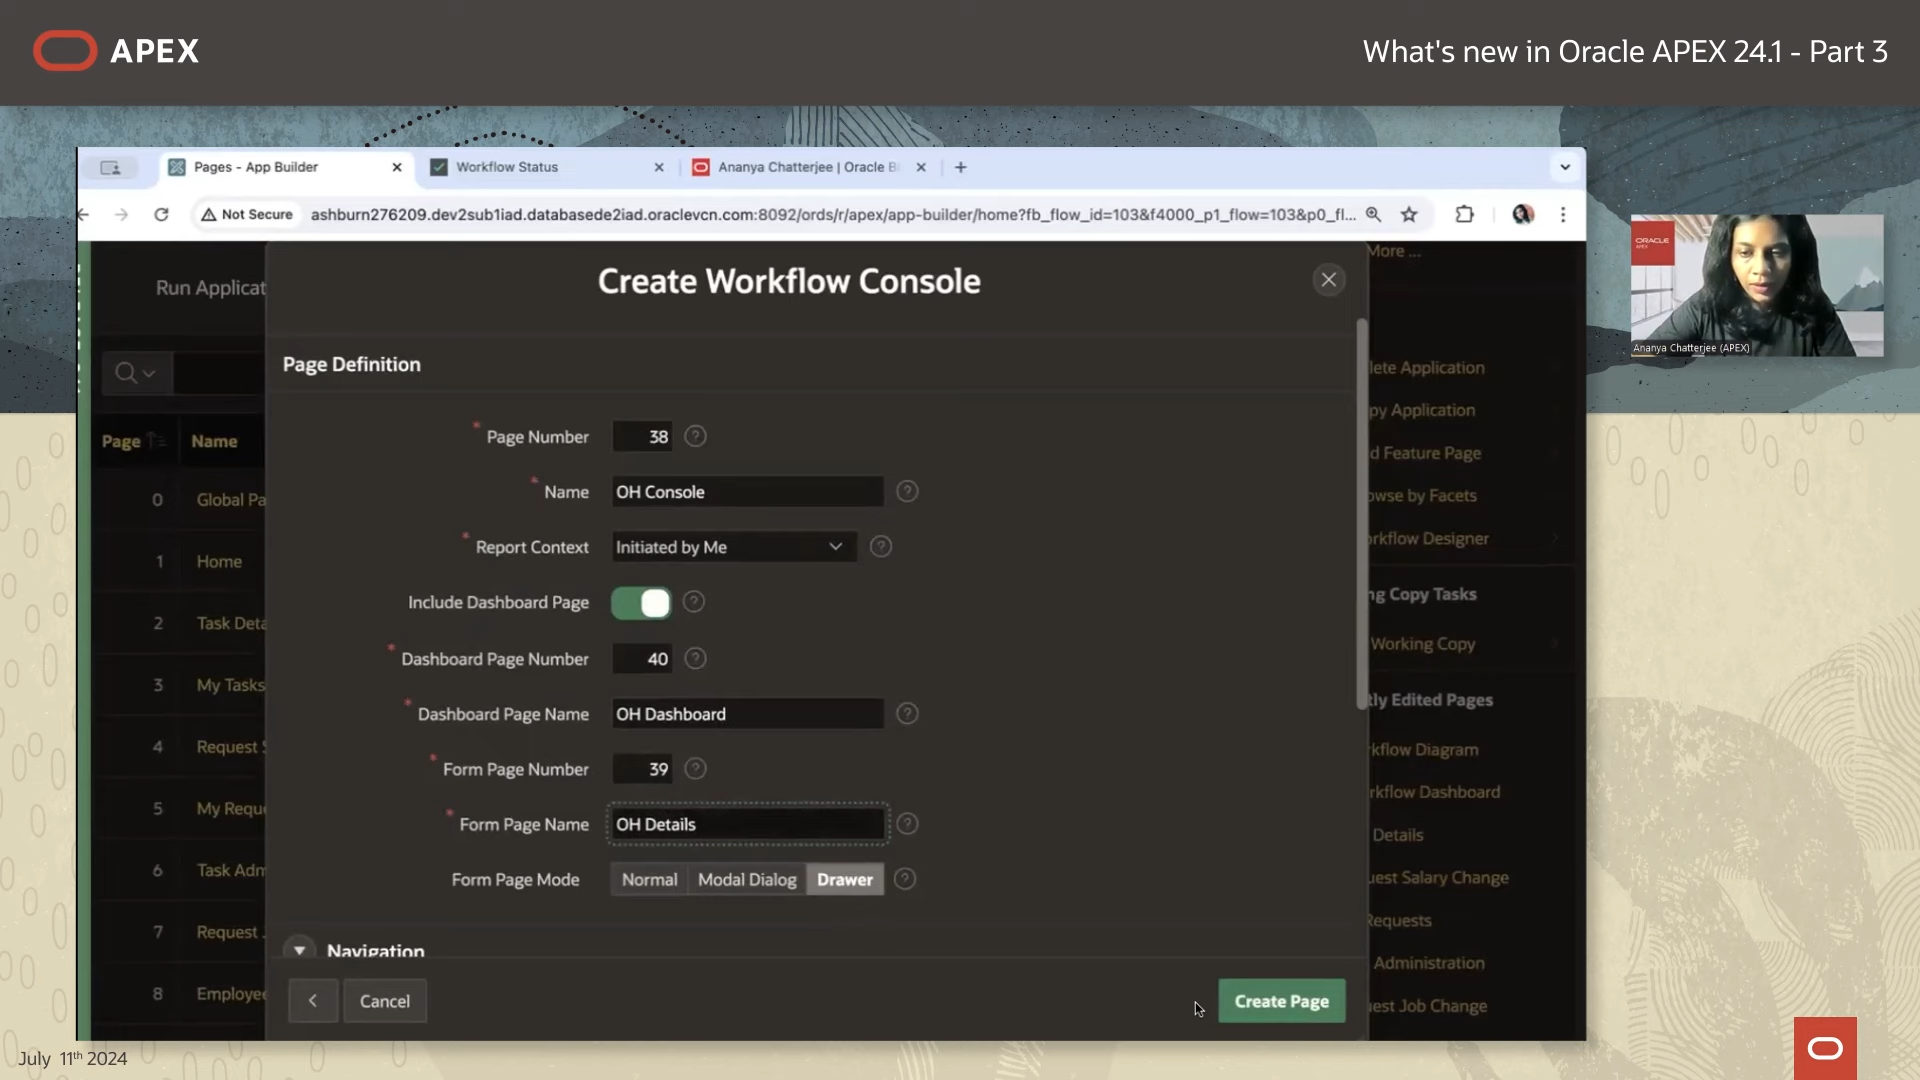 APEX
What's new in Oracle APEX 24.1 - Part 3
Pages - App Builder
Workflow Status
Ananya Chatterjee | Oracle Bl
Not Secure
ashburn276209.dev2sub1iad.databasede2iad.oraclevcn.com:8092/ords/r/apex/app-builder/home?fb_flow_id=103&f4000_p1_flow=103&p0_fl...
Run Applicat
Create Workflow Console
More ...
ORACLE
Ananya Chatterjee (APEX)
Page Definition
lete Application
Page
Name
* Page Number 38
py Application
d Feature Page
0 Global Pa
* Name OH Console
wse by Facets
1 Home
* Report Context Initiated by Me
rkflow Designer
2 Task Deta
Include Dashboard Page
ng Copy Tasks
Working Copy
3 My Tasks
* Dashboard Page Number 40
tly Edited Pages
4 Request S
* Dashboard Page Name OH Dashboard
kflow Diagram
5 My Requ
* Form Page Number 39
rkflow Dashboard
Details
* Form Page Name OH Details
6 Task Adm
Form Page Mode Normal Modal Dialog Drawer
uest Salary Change
Requests
7 Request J
Navigation
Administration
8 Employee
Cancel
Create Page
uest Job Change
July 11th 2024